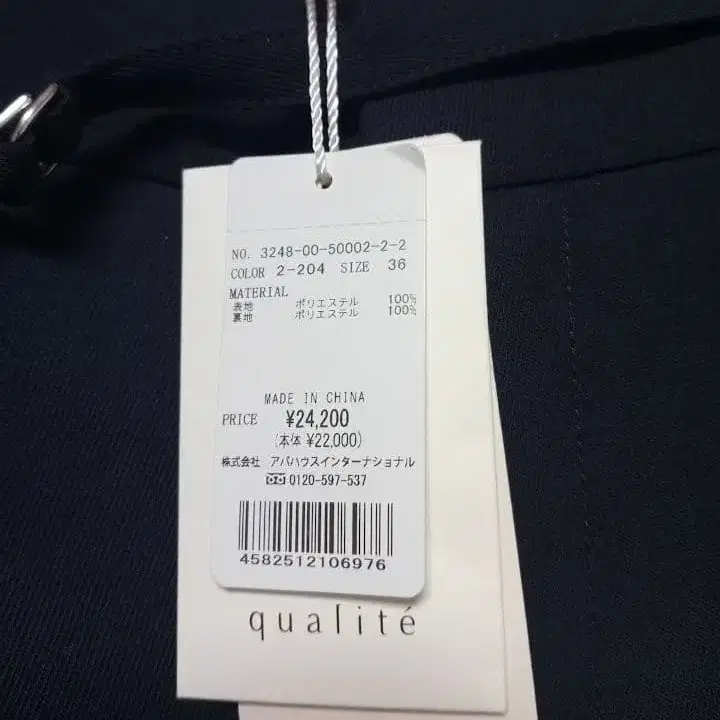 NO. 3248-00-50002-2-2
COLOR 2-204 SIZE 36
MATERIAL
表地 ポリエステル 100%
裏地 ポリエステル 100%
MADE IN CHINA
PRICE ¥24,200
(本体 ¥22,000)
株式会社 アバハウスインターナショナル
0120-597-537
4582512106976
qualité